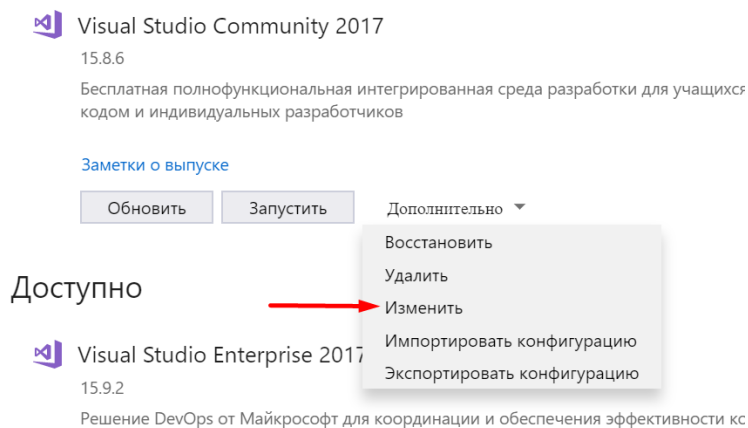 Visual Studio Community 2017
15.8.6
Бесплатная полнофункциональная интегрированная среда разработки для учащихся
кодом и индивидуальных разработчиков
Заметки о выпуске
Обновить Запустить Дополнительно
Восстановить
Удалить
Изменить
Импортировать конфигурацию
Экспортировать конфигурацию
Доступно
Visual Studio Enterprise 2017
15.9.2
Решение DevOps от Майкрософт для координации и обеспечения эффективности ко